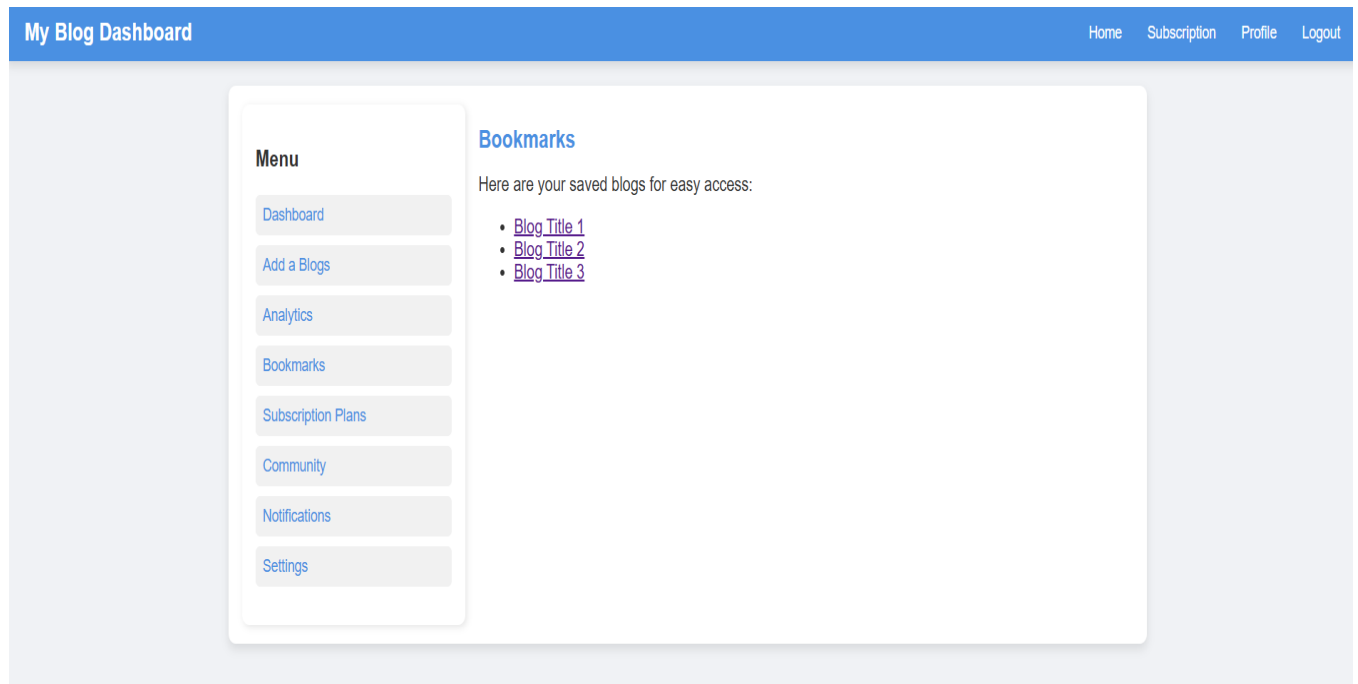 My Blog Dashboard
Home Subscription Profile Logout
Menu
Dashboard
Add a Blogs
Analytics
Bookmarks
Subscription Plans
Community
Notifications
Settings
Bookmarks
Here are your saved blogs for easy access:
• Blog Title 1
• Blog Title 2
• Blog Title 3